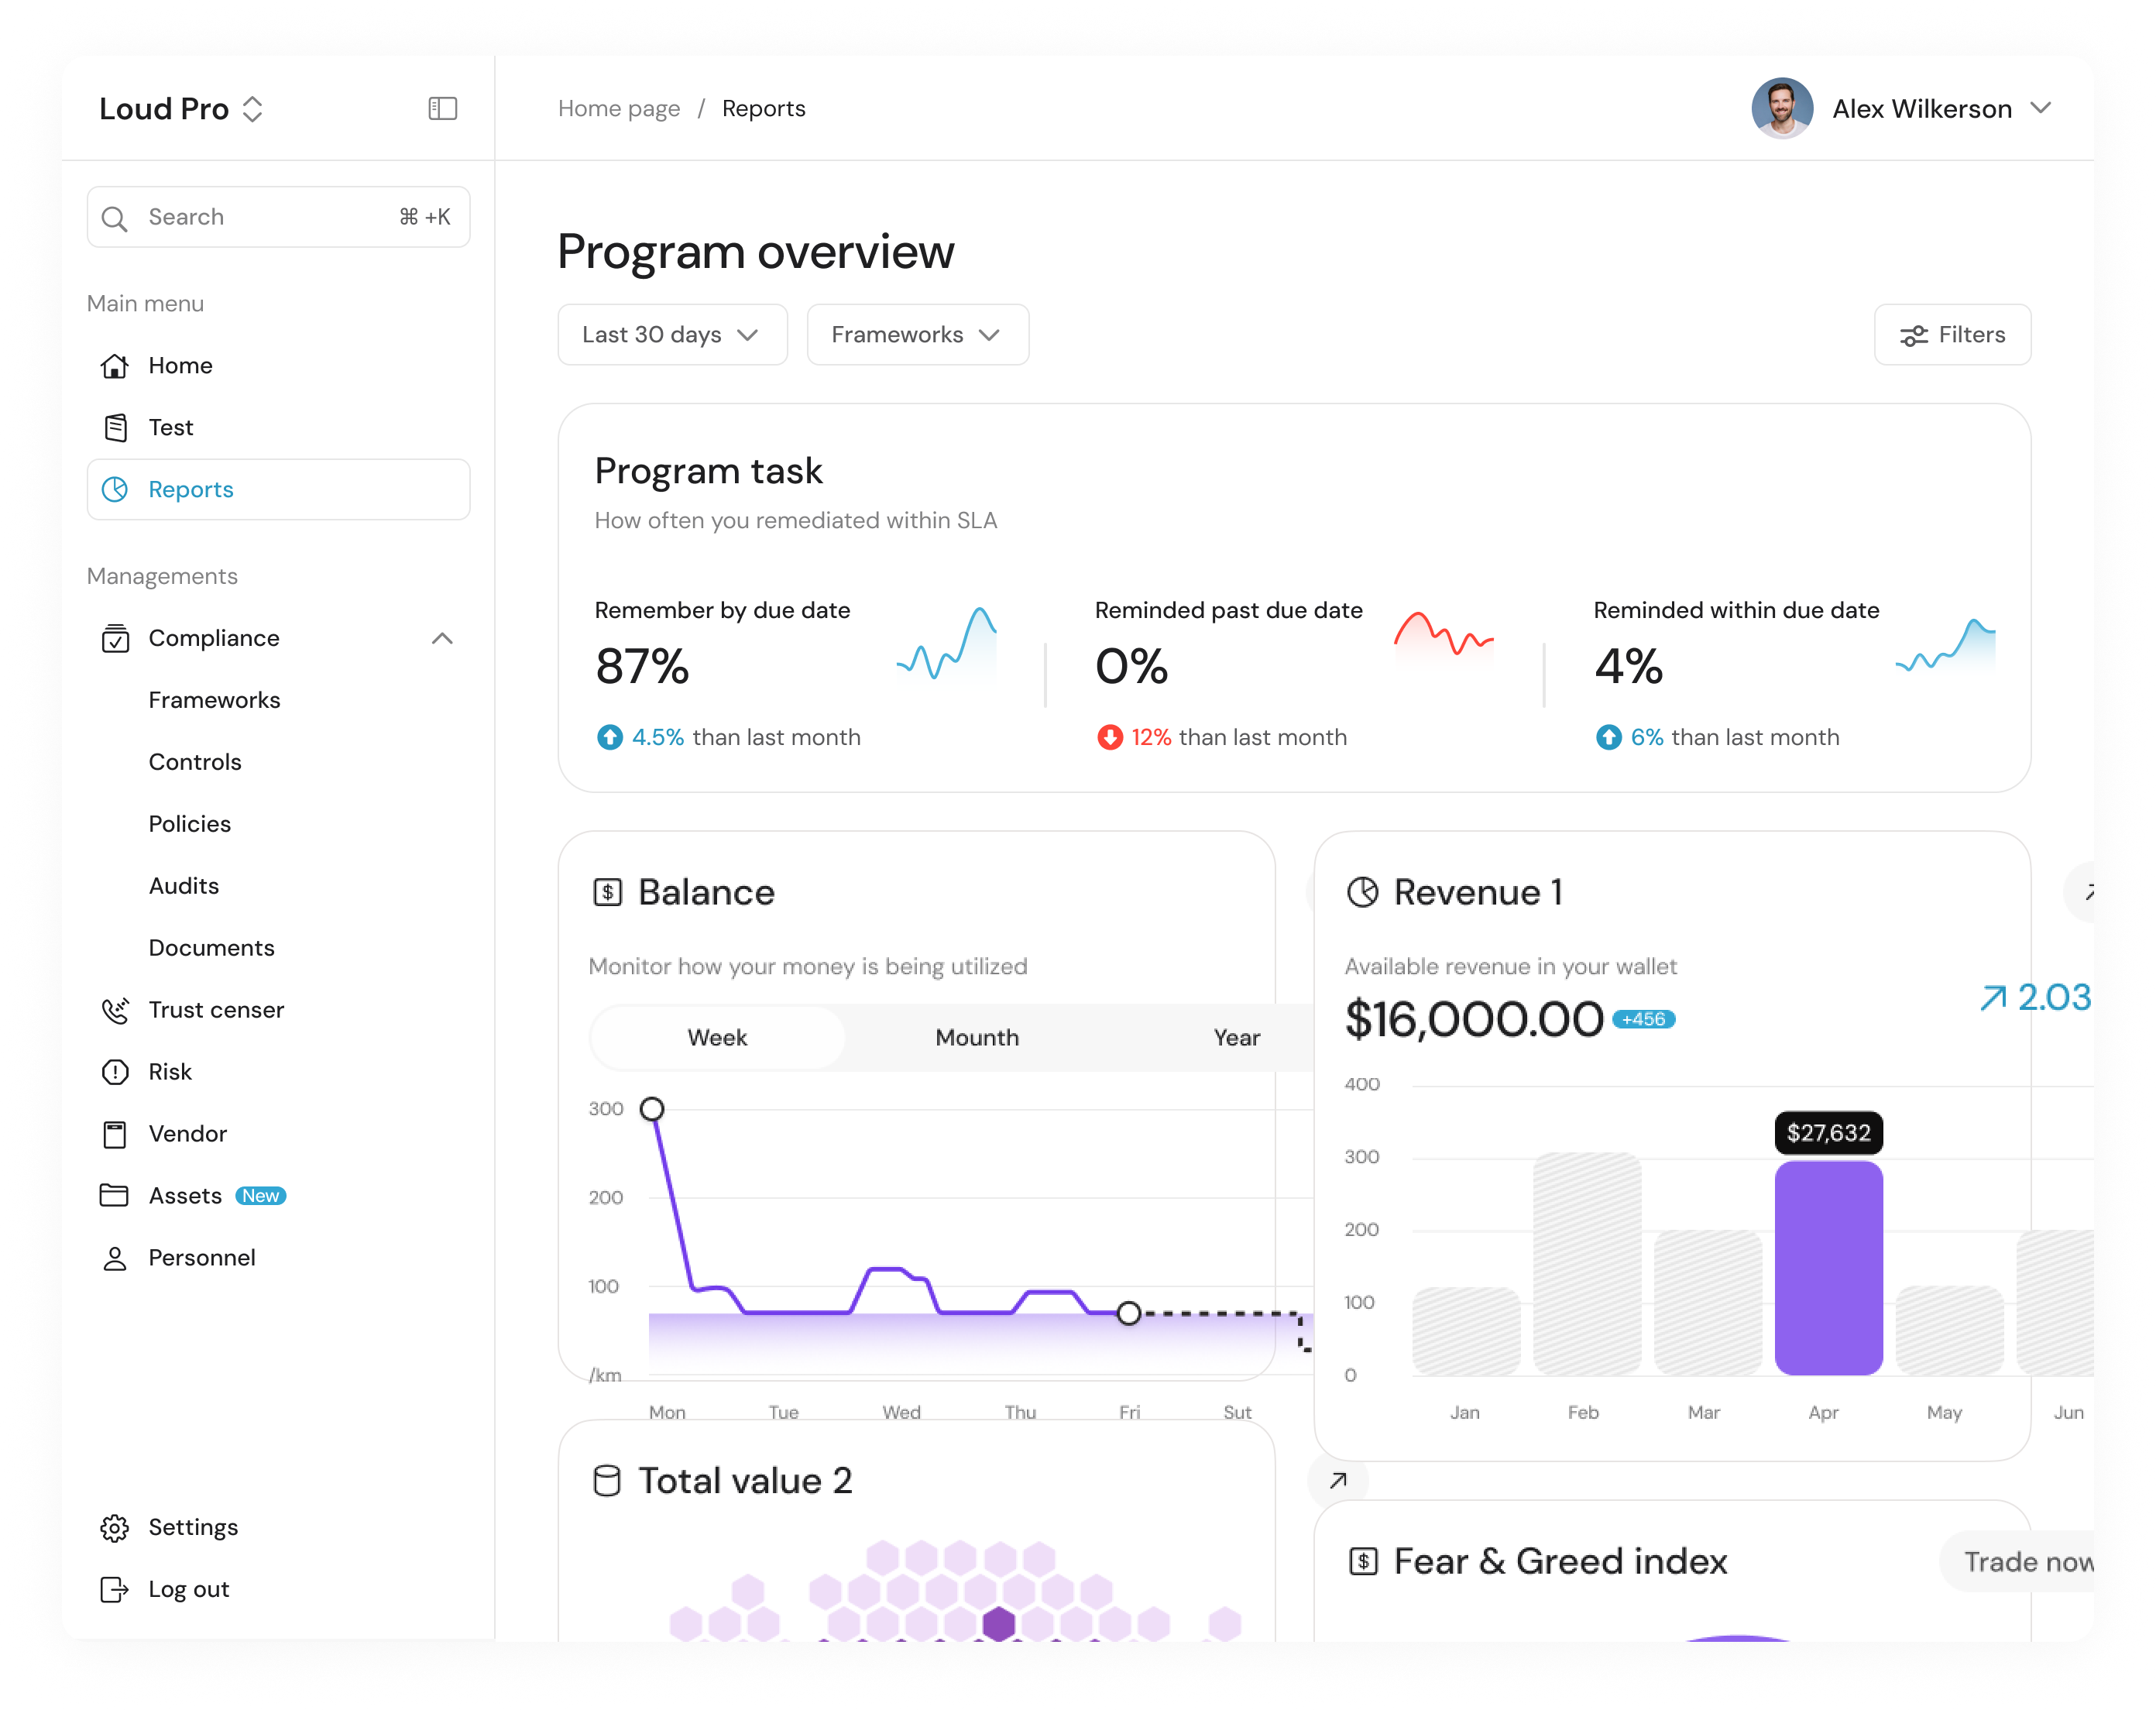 Loud Pro
Home page / Reports
Alex Wilkerson
Search ⌘ +K
Main menu
Home
Test
Reports
Managements
Compliance
Frameworks
Controls
Policies
Audits
Documents
Trust censer
Risk
Vendor
Assets New
Personnel
Settings
Log out
Program overview
Last 30 days
Frameworks
Filters
Program task
How often you remediated within SLA
Remember by due date
87%
4.5% than last month
Reminded past due date
0%
12% than last month
Reminded within due date
4%
6% than last month
Balance
Monitor how your money is being utilized
Week Mounth Year
300
200
100
/km
Mon Tue Wed Thu Fri Sut
Revenue 1
Available revenue in your wallet
$16,000.00 +456
2.03
400
300
200
100
0
$27,632
Jan Feb Mar Apr May Jun
Total value 2
Fear & Greed index
Trade now